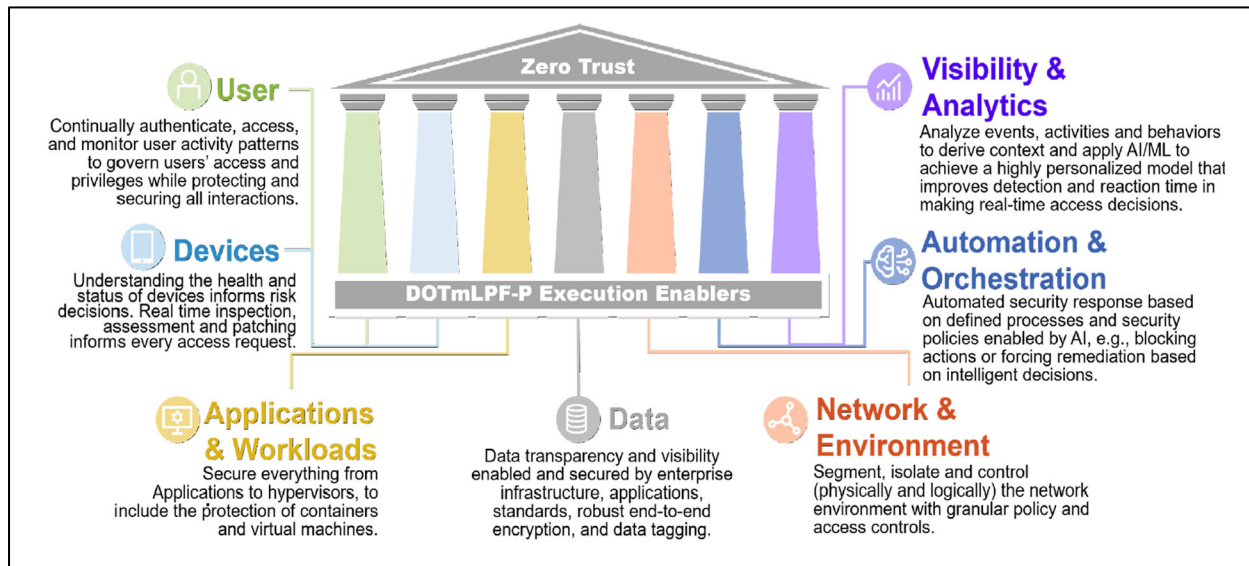 Zero Trust
DOTmLPF-P Execution Enablers
User
Continually authenticate, access,
and monitor user activity patterns
to govern users' access and
privileges while protecting and
securing all interactions.
Devices
Understanding the health and
status of devices informs risk
decisions. Real time inspection,
assessment and patching
informs every access request.
Applications
& Workloads
Secure everything from
Applications to hypervisors, to
include the protection of containers
and virtual machines.
Data
Data transparency and visibility
enabled and secured by enterprise
infrastructure, applications,
standards, robust end-to-end
encryption, and data tagging.
Network &
Environment
Segment, isolate and control
(physically and logically) the network
environment with granular policy and
access controls.
Automation &
Orchestration
Automated security response based
on defined processes and security
policies enabled by AI, e.g., blocking
actions or forcing remediation based
on intelligent decisions.
Visibility &
Analytics
Analyze events, activities and behaviors
to derive context and apply AI/ML to
achieve a highly personalized model that
improves detection and reaction time in
making real-time access decisions.